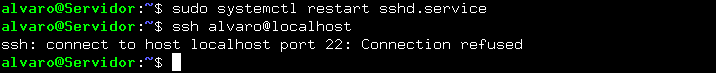 alvaro@Servidor:~$ sudo systemctl restart sshd.service
alvaro@Servidor:~$ ssh alvaro@localhost
ssh: connect to host localhost port 22: Connection refused
alvaro@Servidor:~$